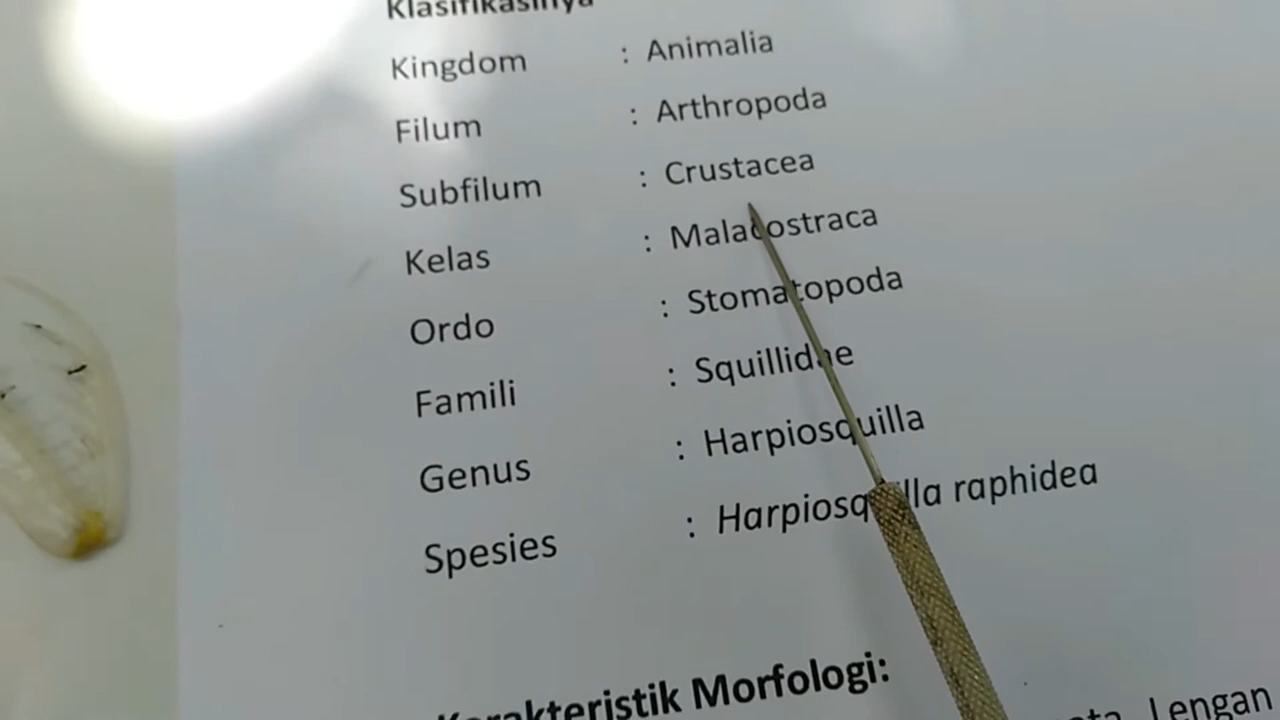 Klasifikasinya
Kingdom : Animalia
Filum : Arthropoda
Subfilum : Crustacea
Kelas : Malacostraca
Ordo : Stomatopoda
Famili : Squillidae
Genus : Harpiosquilla
Spesies : Harpiosquilla raphidea
Karakteristik Morfologi:
Lengan